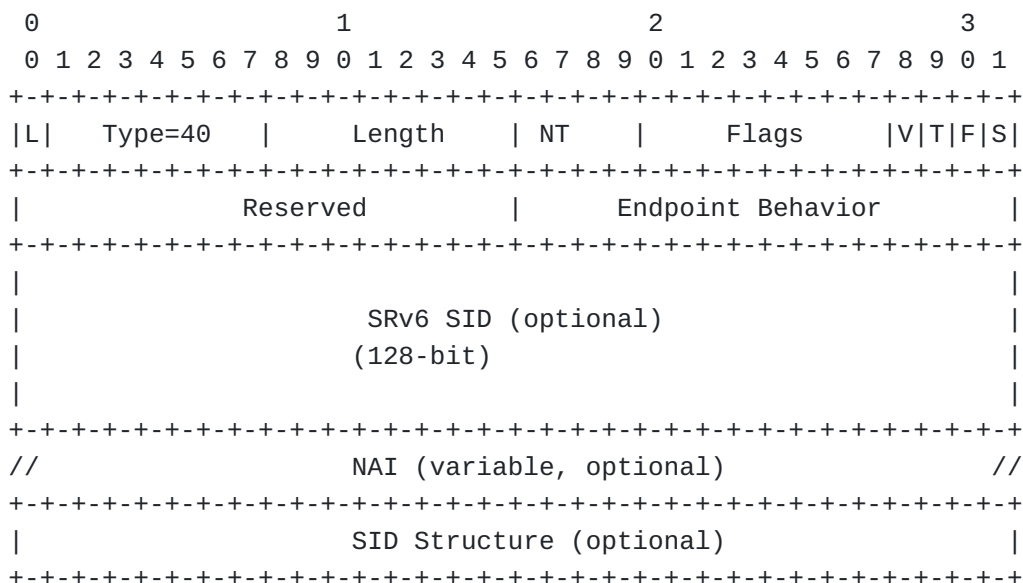 0                   1                   2                   3
 0 1 2 3 4 5 6 7 8 9 0 1 2 3 4 5 6 7 8 9 0 1 2 3 4 5 6 7 8 9 0 1
+-+-+-+-+-+-+-+-+-+-+-+-+-+-+-+-+-+-+-+-+-+-+-+-+-+-+-+-+-+-+-+-+
|L|   Type=40   |     Length    | NT    |     Flags     |V|T|F|S|
+-+-+-+-+-+-+-+-+-+-+-+-+-+-+-+-+-+-+-+-+-+-+-+-+-+-+-+-+-+-+-+-+
|              Reserved         |      Endpoint Behavior        |
+-+-+-+-+-+-+-+-+-+-+-+-+-+-+-+-+-+-+-+-+-+-+-+-+-+-+-+-+-+-+-+-+
|                                                               |
|                      SRv6 SID (optional)                      |
|                     (128-bit)                                 |
|                                                               |
+-+-+-+-+-+-+-+-+-+-+-+-+-+-+-+-+-+-+-+-+-+-+-+-+-+-+-+-+-+-+-+-+
//                    NAI (variable, optional)                 //
+-+-+-+-+-+-+-+-+-+-+-+-+-+-+-+-+-+-+-+-+-+-+-+-+-+-+-+-+-+-+-+-+
|                     SID Structure (optional)                  |
+-+-+-+-+-+-+-+-+-+-+-+-+-+-+-+-+-+-+-+-+-+-+-+-+-+-+-+-+-+-+-+-+